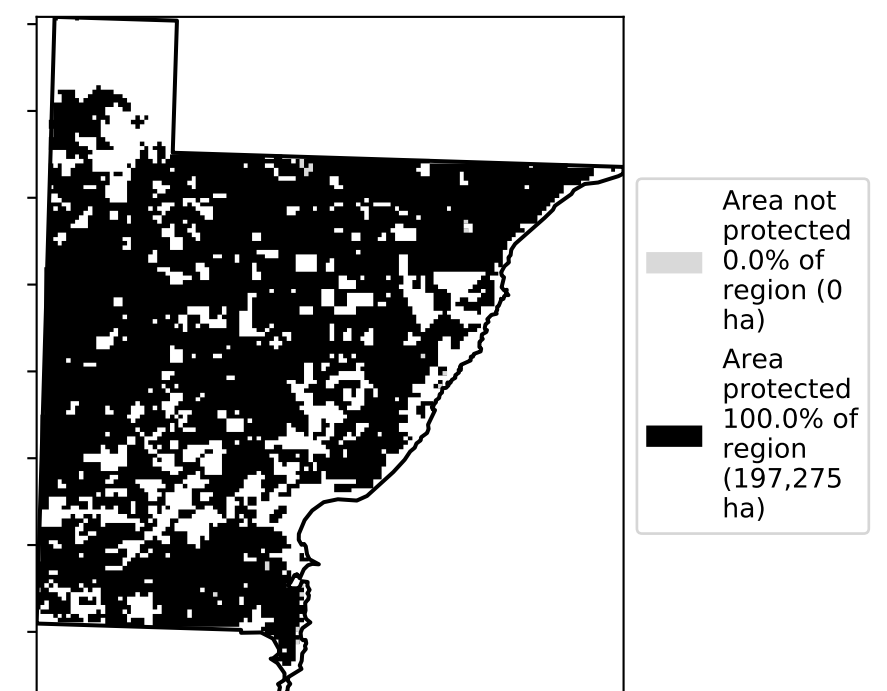 Area not
protected
0.0% of
region (0
ha)
Area
protected
100.0% of
region
(197,275
ha)